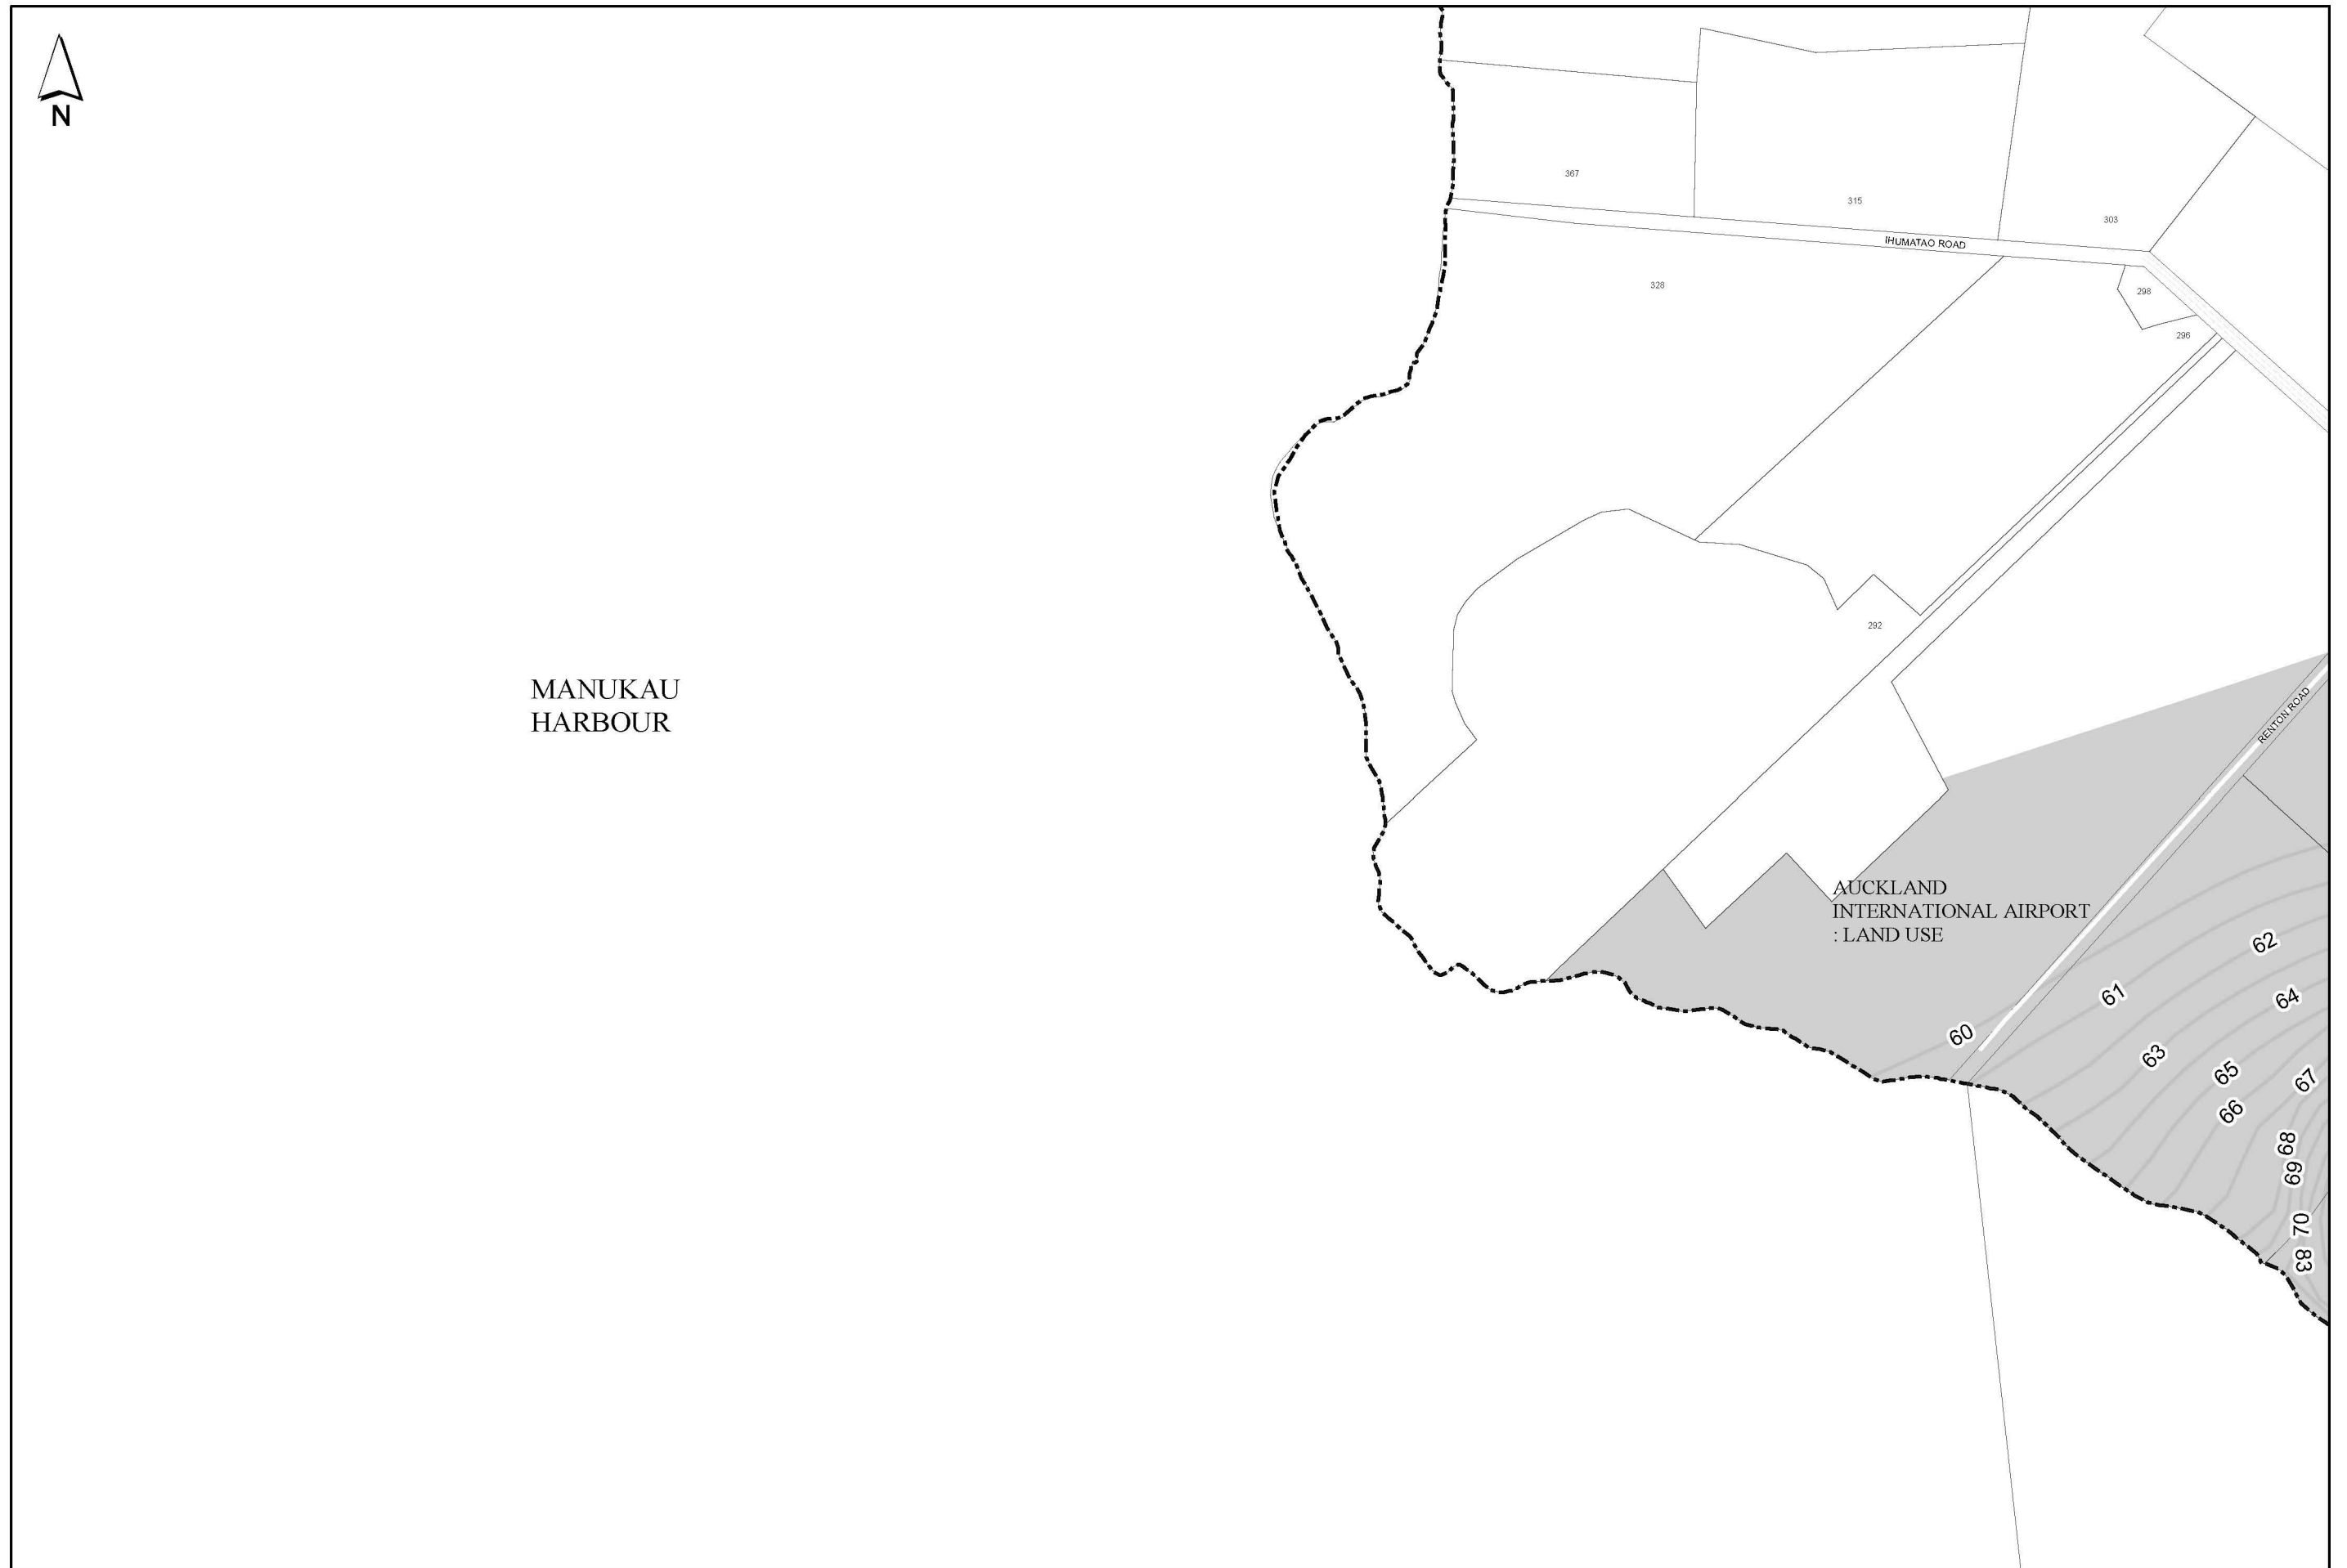 N
367
315
303
IHUMATAO ROAD
328
298
296
292
MANUKAU
HARBOUR
RENTON ROAD
AUCKLAND
INTERNATIONAL AIRPORT
: LAND USE
62
61
64
60
63
65
67
66
68
69
70
83